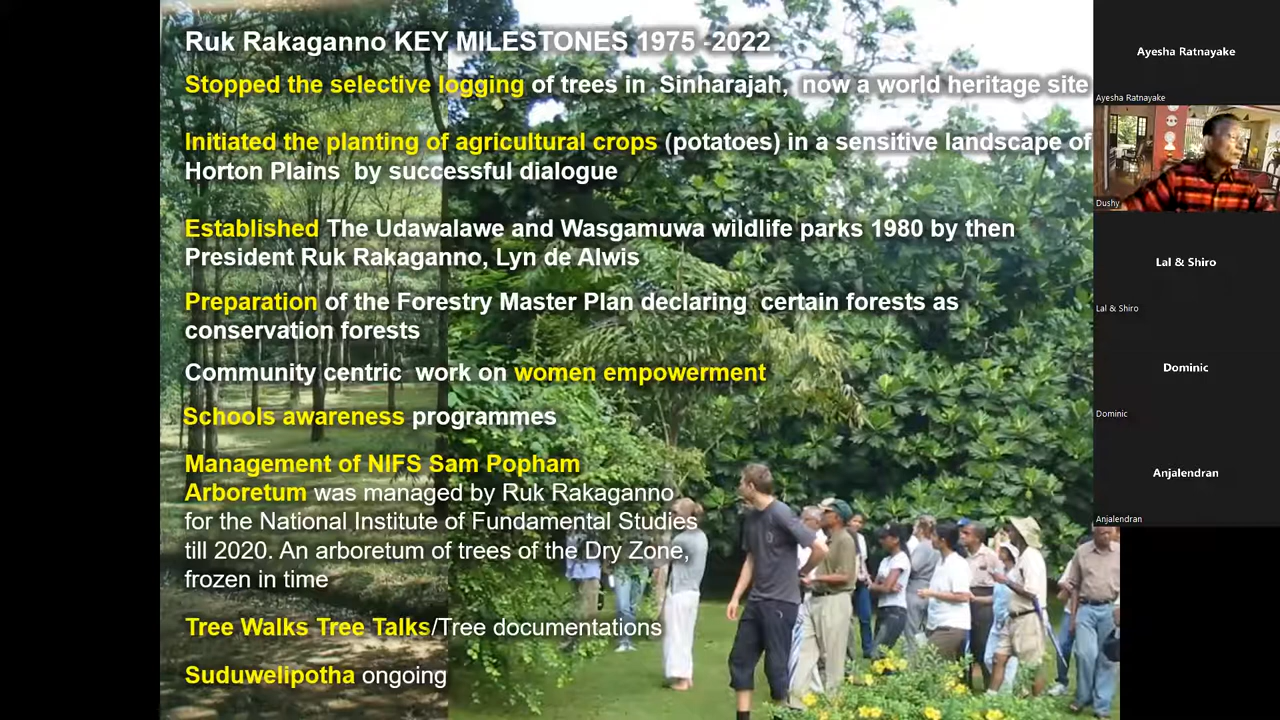 Ruk Rakaganno KEY MILESTONES 1975 -2022
Stopped the selective logging of trees in Sinharajah, now a world heritage site
Initiated the planting of agricultural crops (potatoes) in a sensitive landscape of
Horton Plains by successful dialogue
Established The Udawalawe and Wasgamuwa wildlife parks 1980 by then
President Ruk Rakaganno, Lyn de Alwis
Preparation of the Forestry Master Plan declaring certain forests as
conservation forests
Community centric work on women empowerment
Schools awareness programmes
Management of NIFS Sam Popham
Arboretum was managed by Ruk Rakaganno
for the National Institute of Fundamental Studies
till 2020. An arboretum of trees of the Dry Zone,
frozen in time
Tree Walks Tree Talks/Tree documentations
Suduwelipotha ongoing
Ayesha Ratnayake
Ayesha Ratnayake
Dushy
Lal & Shiro
Lal & Shiro
Dominic
Dominic
Anjalendran
Anjalendran